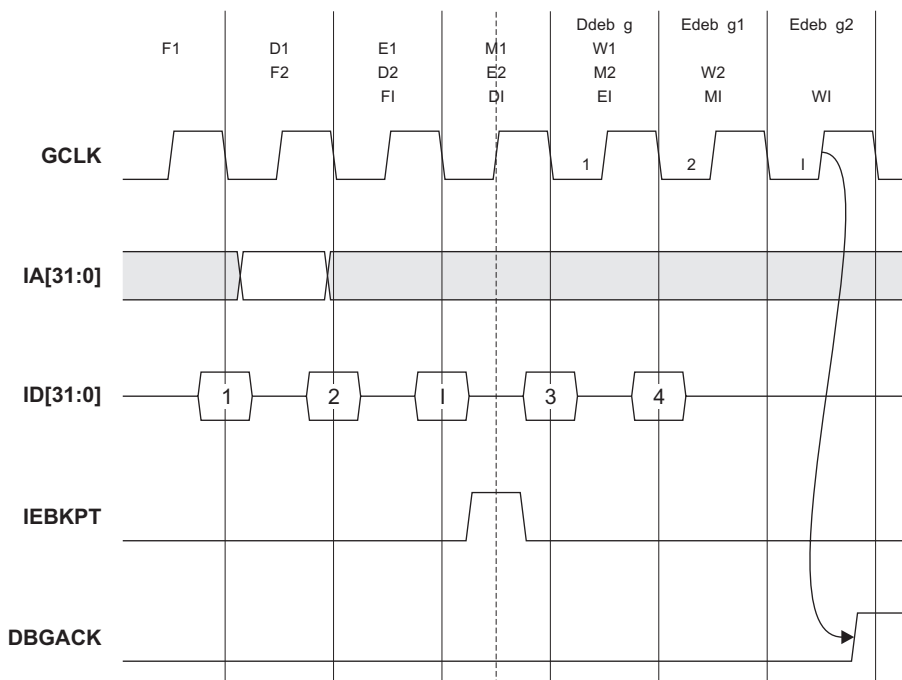 Ddeb g Edeb g1 Edeb g2
F1 D1 E1 M1 W1
F2 D2 E2 M2 W2
FI DI EI MI WI
GCLK 1 2 I
IA[31:0]
ID[31:0] 1 2 I 3 4
IEBKPT
DBGACK